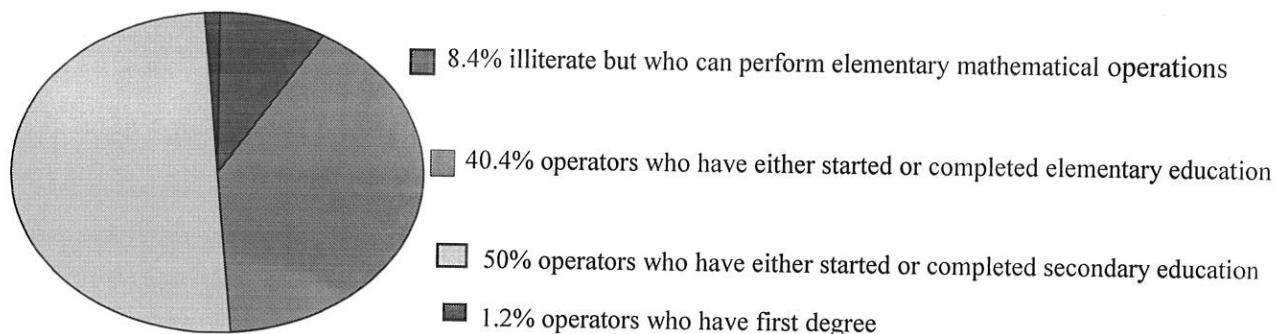 8.4% illiterate but who can perform elementary mathematical operations
40.4% operators who have either started or completed elementary education
50% operators who have either started or completed secondary education
1.2% operators who have first degree